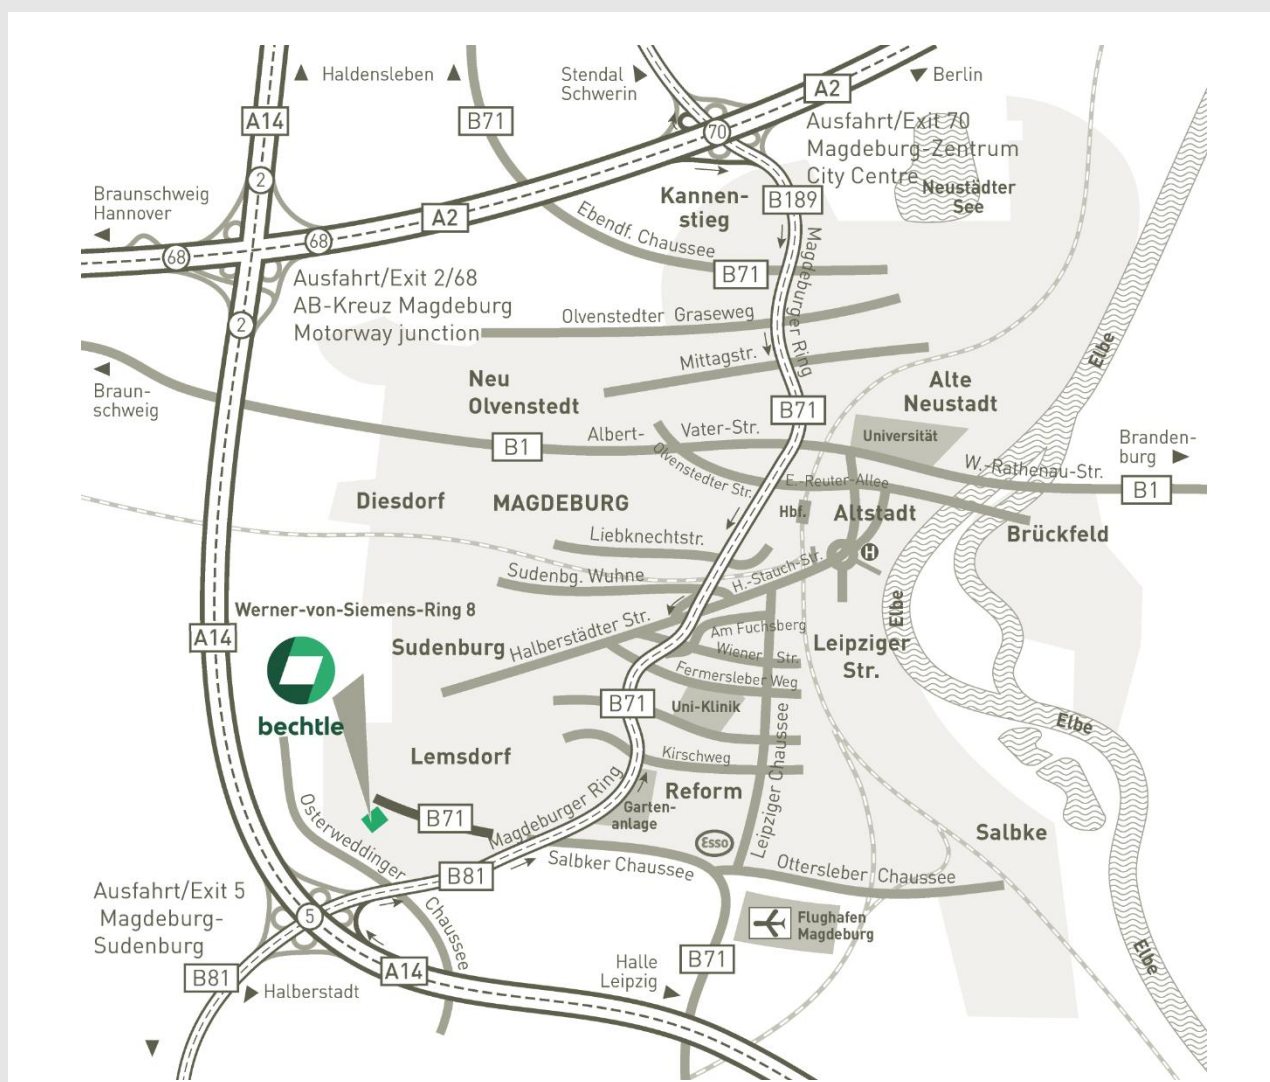 Haldensleben
Stendal
Schwerin
A2
Berlin
A14
B71
70
Ausfahrt/Exit 70
Magdeburg-Zentrum
City Centre
2
Braunschweig
Hannover
Kannen-
stieg
B189
Neustädter
See
A2
68
68
Ebendf. Chaussee
B71
Magdeburger Ring
Ausfahrt/Exit 2/68
AB-Kreuz Magdeburg
Motorway junction
2
Olvenstedter Graseweg
Mittagstr.
Elbe
Braun-
schweig
Neu
Olvenstedt
Alte
Neustadt
B71
B1
Albert-
Vater-Str.
Universität
Branden-
burg
W.-Rathenau-Str.
B1
Olvenstedter Str.
E.-Reuter-Allee
Diesdorf
MAGDEBURG
Hbf.
Altstadt
Brückfeld
Liebknechtstr.
H
Sudenbg. Wuhne
H.-Stauch-Str.
Elbe
Werner-von-Siemens-Ring 8
A14
Sudenburg
Halberstädter Str.
Am Fuchsberg
Wiener Str.
Leipziger
Str.
Fermersleber Weg
bechtle
B71
Uni-Klinik
Elbe
Lemsdorf
Kirschweg
Leipziger Chaussee
Reform
Osterweddinger
Chaussee
B71
Magdeburger Ring
Garten-
anlage
Esso
Salbke
B81
Salbker Chaussee
Ottersleber Chaussee
Ausfahrt/Exit 5
Magdeburg-
Sudenburg
5
Flughafen
Magdeburg
B81
A14
Halberstadt
Halle
Leipzig
B71
Elbe